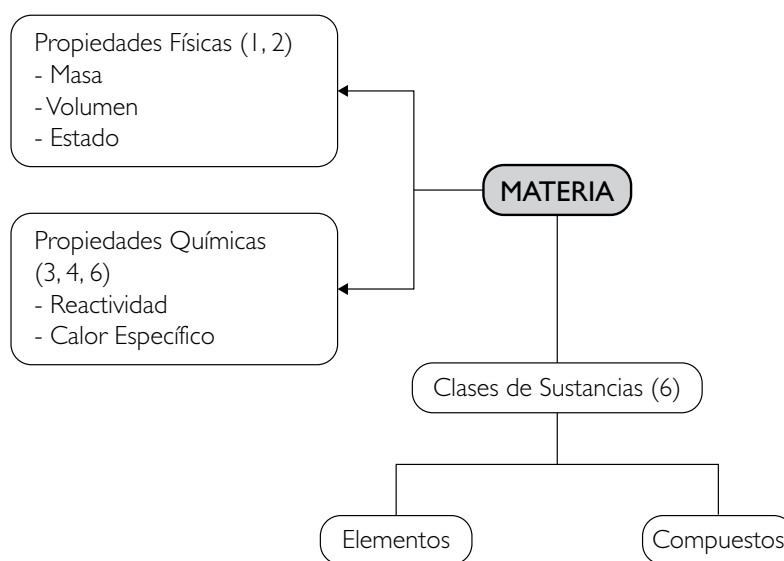 Propiedades Físicas (1, 2)
- Masa
- Volumen
- Estado
MATERIA
Propiedades Químicas
(3, 4, 6)
- Reactividad
- Calor Específico
Clases de Sustancias (6)
Elementos
Compuestos